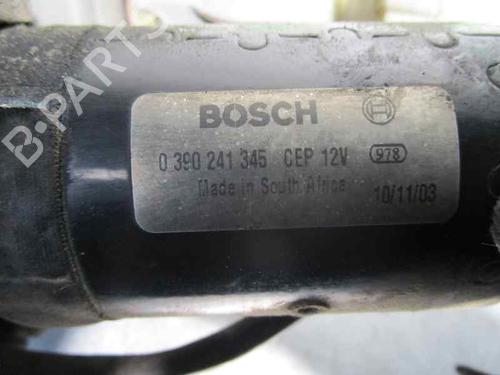 B-PARTS
BOSCH
0 390 241 345 CEP 12V 978
Made in South Africa 10/11/03